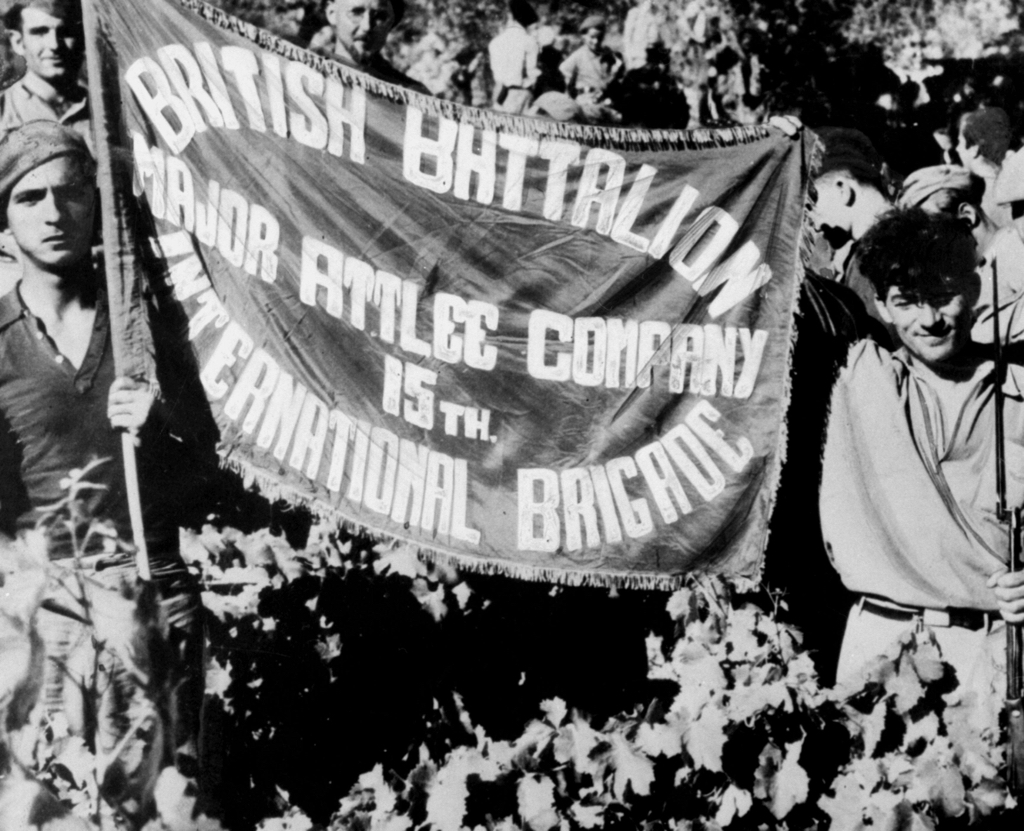 BRITISH BATTALION
MAJOR ATTLEE COMPANY
15TH.
INTERNATIONAL BRIGADE